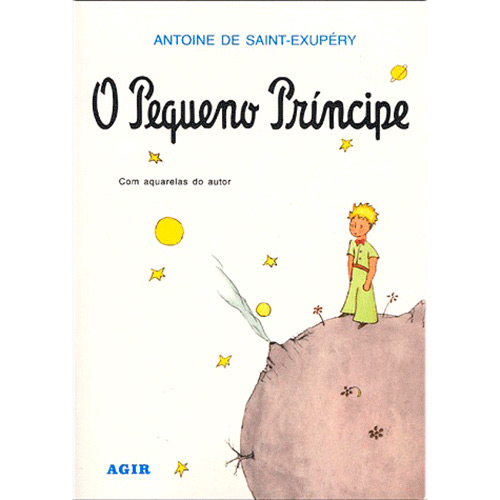 ANTOINE DE SAINT-EXUPÉRY
O Pequeno Príncipe
Com aquarelas do autor
AGIR